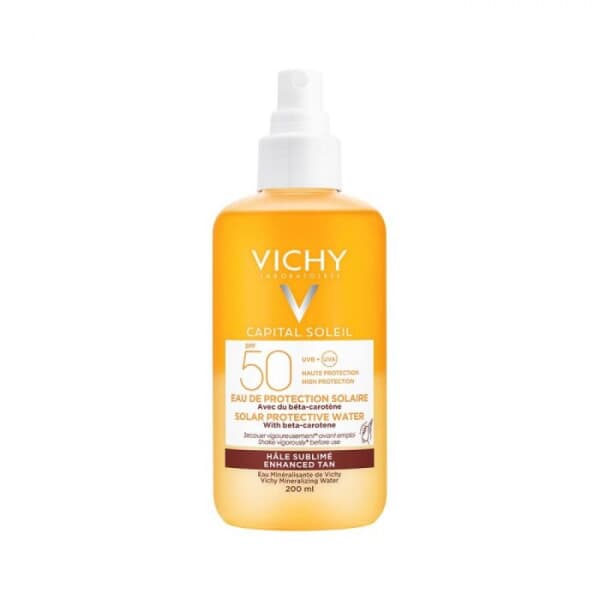 VICHY
LABORATOIRES
CAPITAL SOLEIL
SPF 50
UVB + UVA
HAUTE PROTECTION
HIGH PROTECTION
EAU DE PROTECTION SOLAIRE
Avec du bêta-carotène
SOLAR PROTECTIVE WATER
With beta-carotene
Secouer vigoureusement* avant emploi
Shake vigorously* before use
HÂLE SUBLIMÉ
ENHANCED TAN
Eau Minéralisante de Vichy
Vichy Mineralizing Water
200 ml